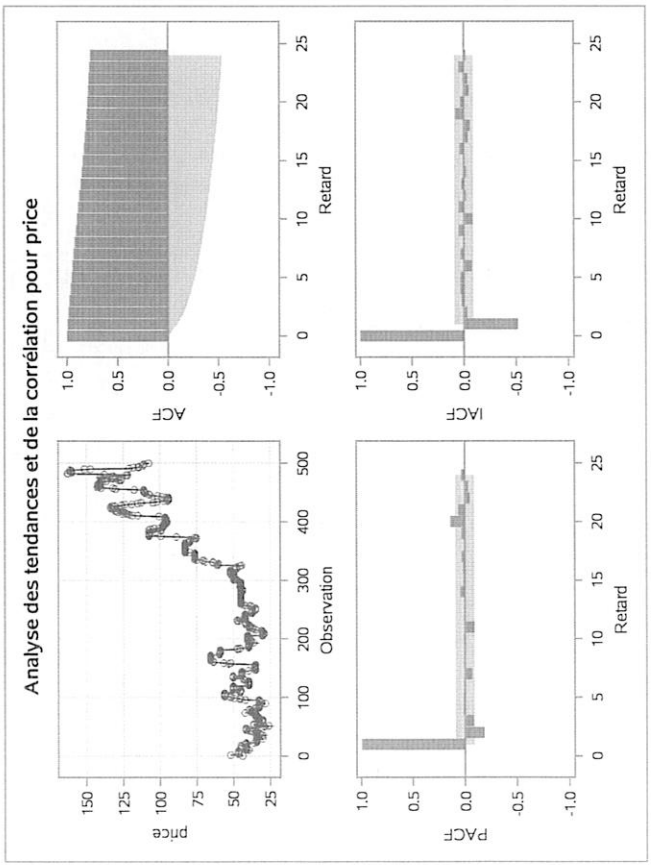 Analyse des tendances et de la corrélation pour price
price
150
125
100
75
50
25
0 100 200 300 400 500
Observation
ACF
1.0
0.5
0.0
-0.5
-1.0
0 5 10 15 20 25
Retard
PACF
1.0
0.5
0.0
-0.5
-1.0
0 5 10 15 20 25
Retard
IACF
1.0
0.5
0.0
-0.5
-1.0
0 5 10 15 20 25
Retard